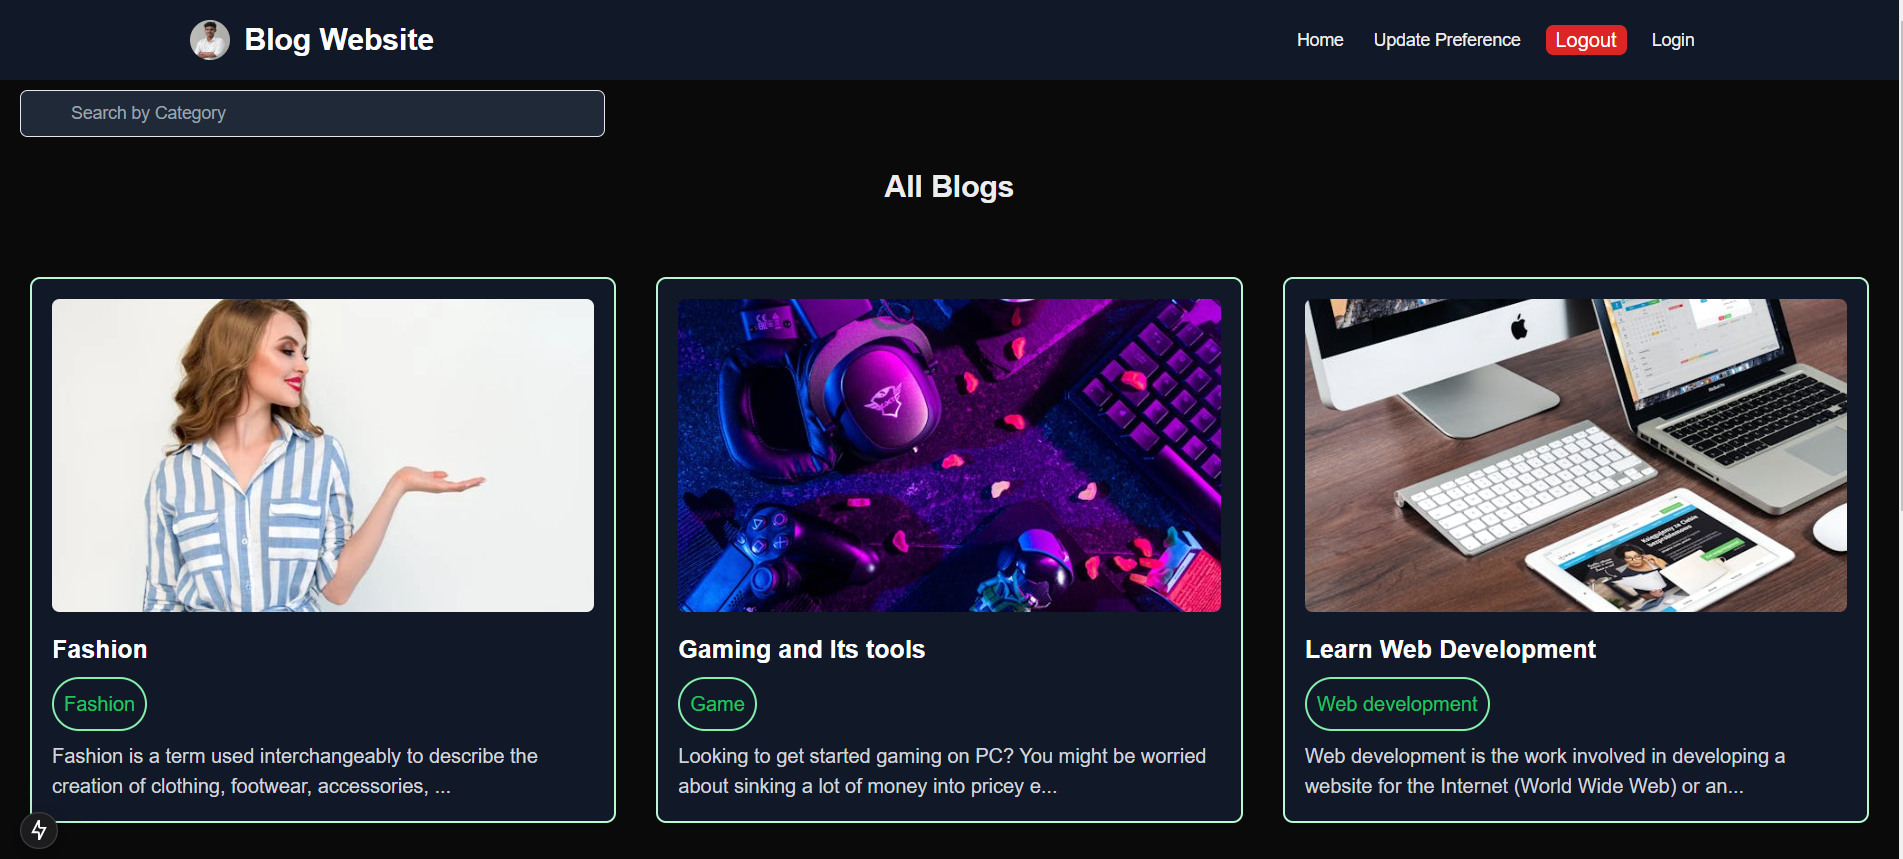 Blog Website
Home
Update Preference
Logout
Login
Search by Category
All Blogs
Fashion
Fashion
Fashion is a term used interchangeably to describe the
creation of clothing, footwear, accessories, ...
Gaming and Its tools
Game
Looking to get started gaming on PC? You might be worried
about sinking a lot of money into pricey e...
Learn Web Development
Web development
Web development is the work involved in developing a
website for the Internet (World Wide Web) or an...